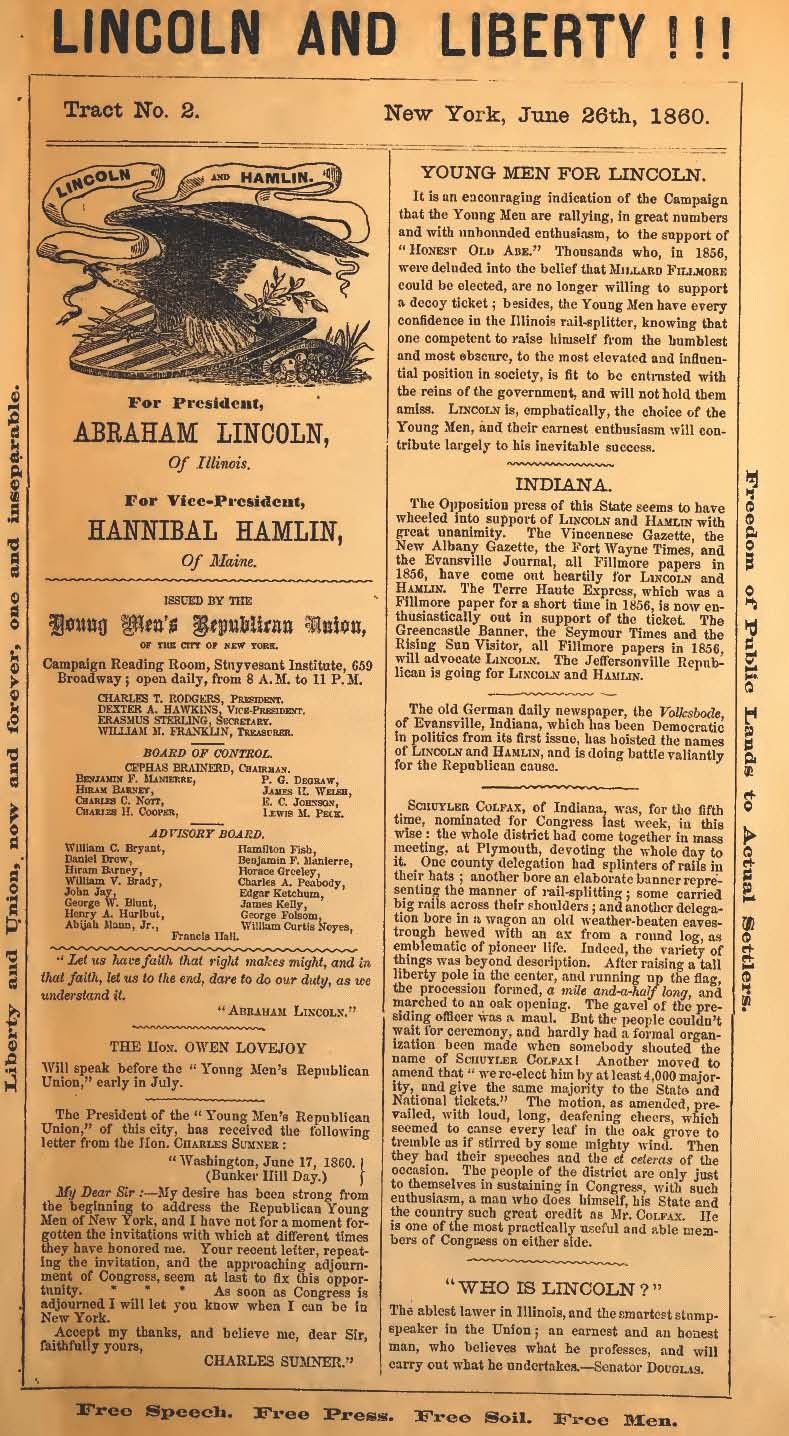 LINCOLN AND LIBERTY!!!
Tract No. 2.
New York, June 26th, 1860.
LINCOLN AND HAMLIN.
For President,
ABRAHAM LINCOLN,
Of Illinois.
For Vice-President,
HANNIBAL HAMLIN,
Of Maine.
ISSUED BY THE
Young Men's Republican Union,
OF THE CITY OF NEW YORK.
Campaign Reading Room, Stuyvesant Institute, 659
Broadway; open daily, from 8 A.M. to 11 P.M.
CHARLES T. RODGERS, PRESIDENT.
DEXTER A. HAWKINS, VICE-PRESIDENT.
ERASMUS STERLING, SECRETARY.
WILLIAM M. FRANKLIN, TREASURER.
BOARD OF CONTROL.
CEPHAS BRAINERD, CHAIRMAN.
BENJAMIN F. MANIERRE,
HIRAM BARNEY,
CHARLES C. NOTT,
CHARLES H. COOPER,
P. G. DEGRAW,
JAMES H. WELSH,
E. C. JOHNSON,
LEWIS M. PECK.
ADVISORY BOARD.
William C. Bryant,
Daniel Drew,
Hiram Barney,
William V. Brady,
John Jay,
George W. Blunt,
Henry A. Hurlbut,
Abijah Mann, Jr.,
Hamilton Fish,
Benjamin F. Manierre,
Horace Greeley,
Charles A. Peabody,
Edgar Ketchum,
James Kelly,
George Folsom,
William Curtis Noyes,
Francis Hall.
"Let us have faith that right makes might, and in
that faith, let us to the end, dare to do our duty, as we
understand it.
"ABRAHAM LINCOLN."
THE HON. OWEN LOVEJOY
Will speak before the "Young Men's Republican
Union," early in July.
The President of the "Young Men's Republican
Union," of this city, has received the following
letter from the Hon. CHARLES SUMNER:
"Washington, June 17, 1860. }
(Bunker Hill Day.)
My Dear Sir:—My desire has been strong from
the beginning to address the Republican Young
Men of New York, and I have not for a moment for-
gotten the invitations with which at different times
they have honored me. Your recent letter, repeat-
ing the invitation, and the approaching adjourn-
ment of Congress, seem at last to fix this oppor-
tunity. * * * As soon as Congress is
adjourned I will let you know when I can be in
New York.
Accept my thanks, and believe me, dear Sir,
faithfully yours,
CHARLES SUMNER."
YOUNG MEN FOR LINCOLN.
It is an encouraging indication of the Campaign
that the Young Men are rallying, in great numbers
and with unbounded enthusiasm, to the support of
"HONEST OLD ABE." Thousands who, in 1856,
were deluded into the belief that MILLARD FILLMORE
could be elected, are no longer willing to support
a decoy ticket; besides, the Young Men have every
confidence in the Illinois rail-splitter, knowing that
one competent to raise himself from the humblest
and most obscure, to the most elevated and influen-
tial position in society, is fit to be entrusted with
the reins of the government, and will not hold them
amiss. LINCOLN is, emphatically, the choice of the
Young Men, and their earnest enthusiasm will con-
tribute largely to his inevitable success.
INDIANA.
The Opposition press of this State seems to have
wheeled into support of LINCOLN and HAMLIN with
great unanimity. The Vincennese Gazette, the
New Albany Gazette, the Fort Wayne Times, and
the Evansville Journal, all Fillmore papers in
1856, have come out heartily for LINCOLN and
HAMLIN. The Terre Haute Express, which was a
Fillmore paper for a short time in 1856, is now en-
thusiastically out in support of the ticket. The
Greencastle Banner, the Seymour Times and the
Rising Sun Visitor, all Fillmore papers in 1856,
will advocate LINCOLN. The Jeffersonville Repub-
lican is going for LINCOLN and HAMLIN.
The old German daily newspaper, the Volksbode,
of Evansville, Indiana, which has been Democratic
in politics from its first issue, has hoisted the names
of LINCOLN and HAMLIN, and is doing battle valiantly
for the Republican cause.
SCHUYLER COLFAX, of Indiana, was, for the fifth
time, nominated for Congress last week, in this
wise: the whole district had come together in mass
meeting, at Plymouth, devoting the whole day to
it. One county delegation had splinters of rails in
their hats; another bore an elaborate banner repre-
senting the manner of rail-splitting; some carried
big rails across their shoulders; and another delega-
tion bore in a wagon an old weather-beaten eaves-
trough hewed with an ax from a round log, as
emblematic of pioneer life. Indeed, the variety of
things was beyond description. After raising a tall
liberty pole in the center, and running up the flag,
the procession formed, a mile and-a-half long, and
marched to an oak opening. The gavel of the pre-
siding officer was a maul. But the people couldn't
wait for ceremony, and hardly had a formal organ-
ization been made when somebody shouted the
name of SCHUYLER COLFAX! Another moved to
amend that "we re-elect him by at least 4,000 major-
ity, and give the same majority to the State and
National tickets." The motion, as amended, pre-
vailed, with loud, long, deafening cheers, which
seemed to cause every leaf in the oak grove to
tremble as if stirred by some mighty wind. Then
they had their speeches and the et ceteras of the
occasion. The people of the district are only just
to themselves in sustaining in Congress, with such
enthusiasm, a man who does himself, his State and
the country such great credit as Mr. COLFAX. He
is one of the most practically useful and able mem-
bers of Congress on either side.
"WHO IS LINCOLN?"
The ablest lawer in Illinois, and the smartest stump-
speaker in the Union; an earnest and an honest
man, who believes what he professes, and will
carry out what he undertakes.—Senator DOUGLAS.
Liberty and Union, now and forever, one and inseparable.
Freedom of Public Lands to Actual Settlers.
Free Speech. Free Press. Free Soil. Free Men.